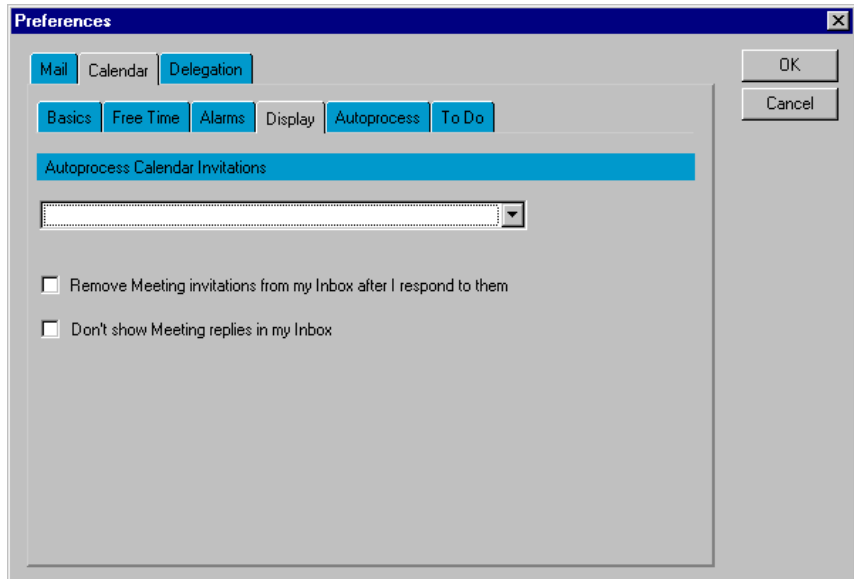 Preferences
Mail Calendar Delegation
OK
Cancel
Basics Free Time Alarms Display Autoprocess To Do
Autoprocess Calendar Invitations
Remove Meeting invitations from my Inbox after I respond to them
Don't show Meeting replies in my Inbox